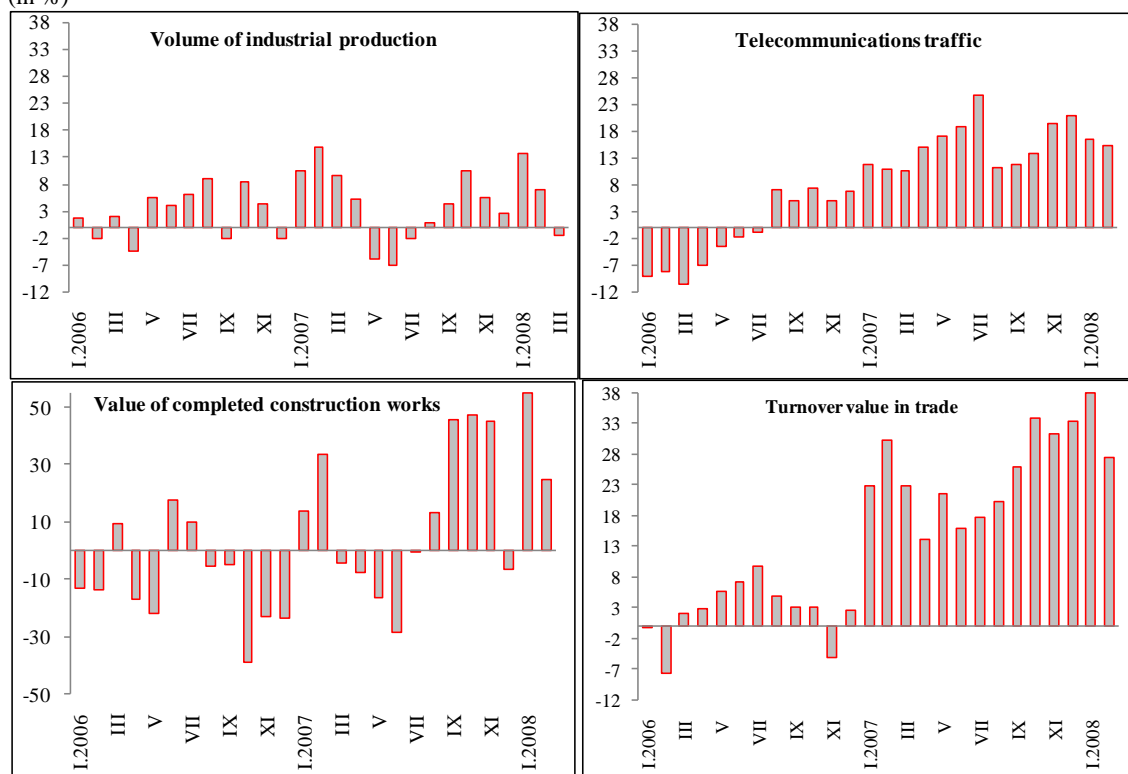 (in %)
Volume of industrial production
38
33
28
23
18
13
8
3
-2
-7
-12
I.2006
III
V
VII
IX
XI
I.2007
III
V
VII
IX
XI
I.2008
III
Telecommunications traffic
38
33
28
23
18
13
8
3
-2
-7
-12
I.2006
III
V
VII
IX
XI
I.2007
III
V
VII
IX
XI
I.2008
Value of completed construction works
50
30
10
-10
-30
-50
I.2006
III
V
VII
IX
XI
I.2007
III
V
VII
IX
XI
I.2008
Turnover value in trade
38
33
28
23
18
13
8
3
-2
-7
-12
I.2006
III
V
VII
IX
XI
I.2007
III
V
VII
IX
XI
I.2008